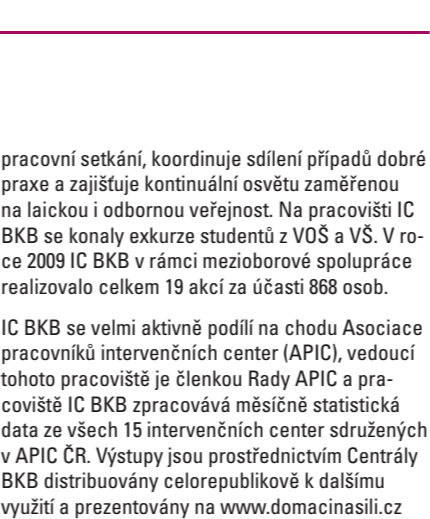 pracovní setkání, koordinuje sdílení případů dobré
praxe a zajišťuje kontinuální osvětu zaměřenou
na laickou i odbornou veřejnost. Na pracovišti IC
BKB se konaly exkurze studentů z VOŠ a VŠ. V ro-
ce 2009 IC BKB v rámci mezioborové spolupráce
realizovalo celkem 19 akcí za účasti 868 osob.
IC BKB se velmi aktivně podílí na chodu Asociace
pracovníků intervenčních center (APIC), vedoucí
tohoto pracoviště je členkou Rady APIC a pra-
coviště IC BKB zpracovává měsíčně statistická
data ze všech 15 intervenčních center sdružených
v APIC ČR. Výstupy jsou prostřednictvím Centrály
BKB distribuovány celorepublikově k dalšímu
využití a prezentovány na www.domacinasili.cz